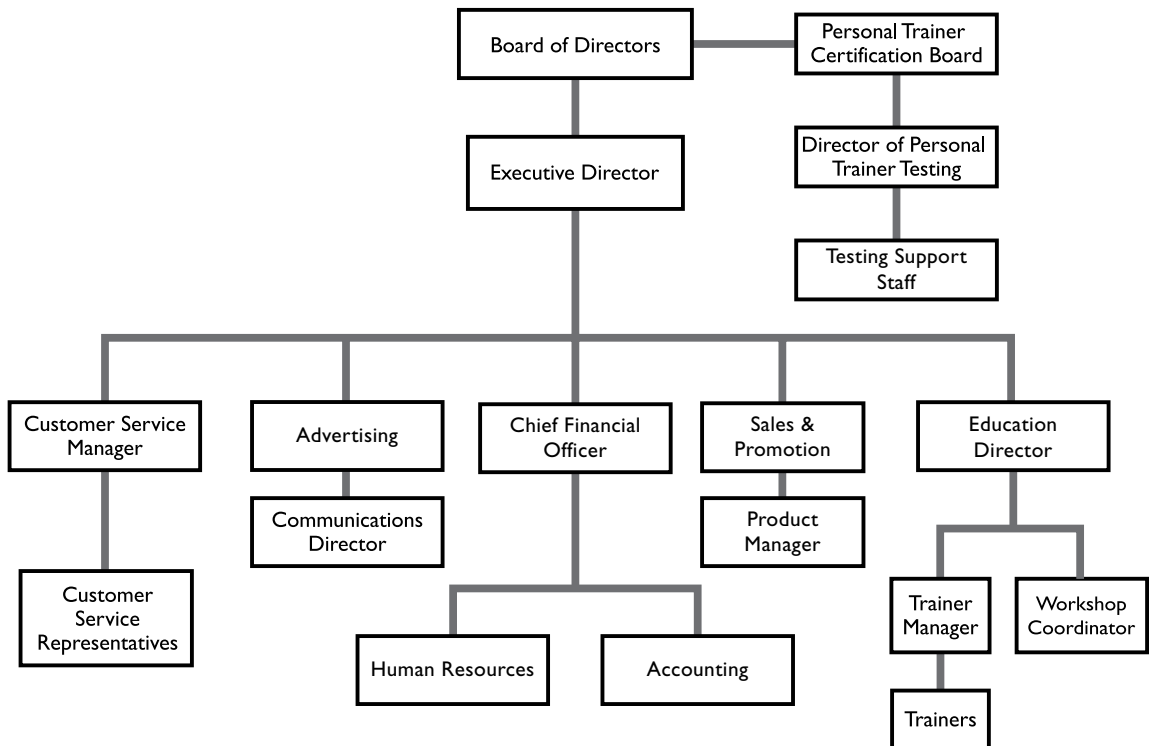 Board of Directors
Personal Trainer
Certification Board
Executive Director
Director of Personal
Trainer Testing
Testing Support
Staff
Customer Service
Manager
Advertising
Chief Financial
Officer
Sales &
Promotion
Education
Director
Communications
Director
Product
Manager
Customer
Service
Representatives
Human Resources
Accounting
Trainer
Manager
Workshop
Coordinator
Trainers